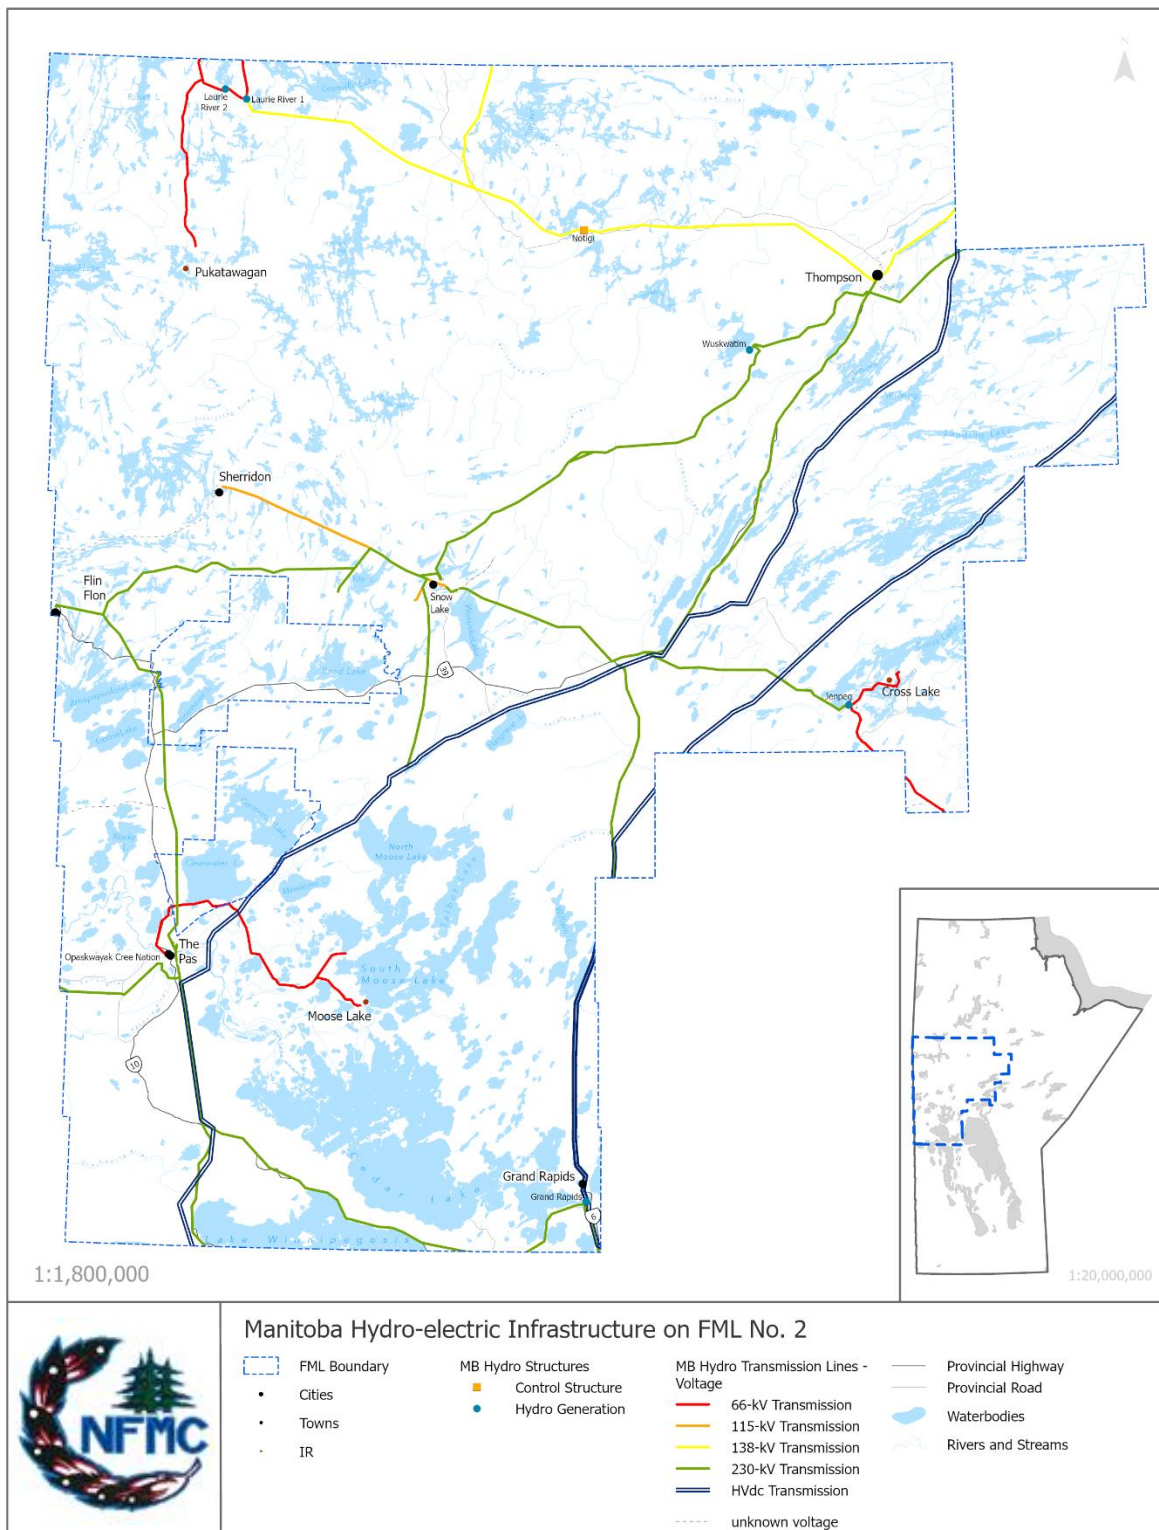 N
Laurie
River 2
Laurie River 1
Notigi
Pukatawagan
Thompson
Wuskwatim
Sherridon
Flin
Flon
Snow
Lake
39
Jenpeg
Cross Lake
North
Moose Lake
Clearwater L
The
Pas
Opaskwayak Cree Nation
South
Moose Lake
Moose Lake
10
Cedar Lake
Grand Rapids
Grand Rapids
6
Lake Winnipegosis
1:1,800,000
1:20,000,000
NFMC
Manitoba Hydro-electric Infrastructure on FML No. 2
FML Boundary
Cities
Towns
IR
MB Hydro Structures
Control Structure
Hydro Generation
MB Hydro Transmission Lines -
Voltage
66-kV Transmission
115-kV Transmission
138-kV Transmission
230-kV Transmission
HVdc Transmission
unknown voltage
Provincial Highway
Provincial Road
Waterbodies
Rivers and Streams